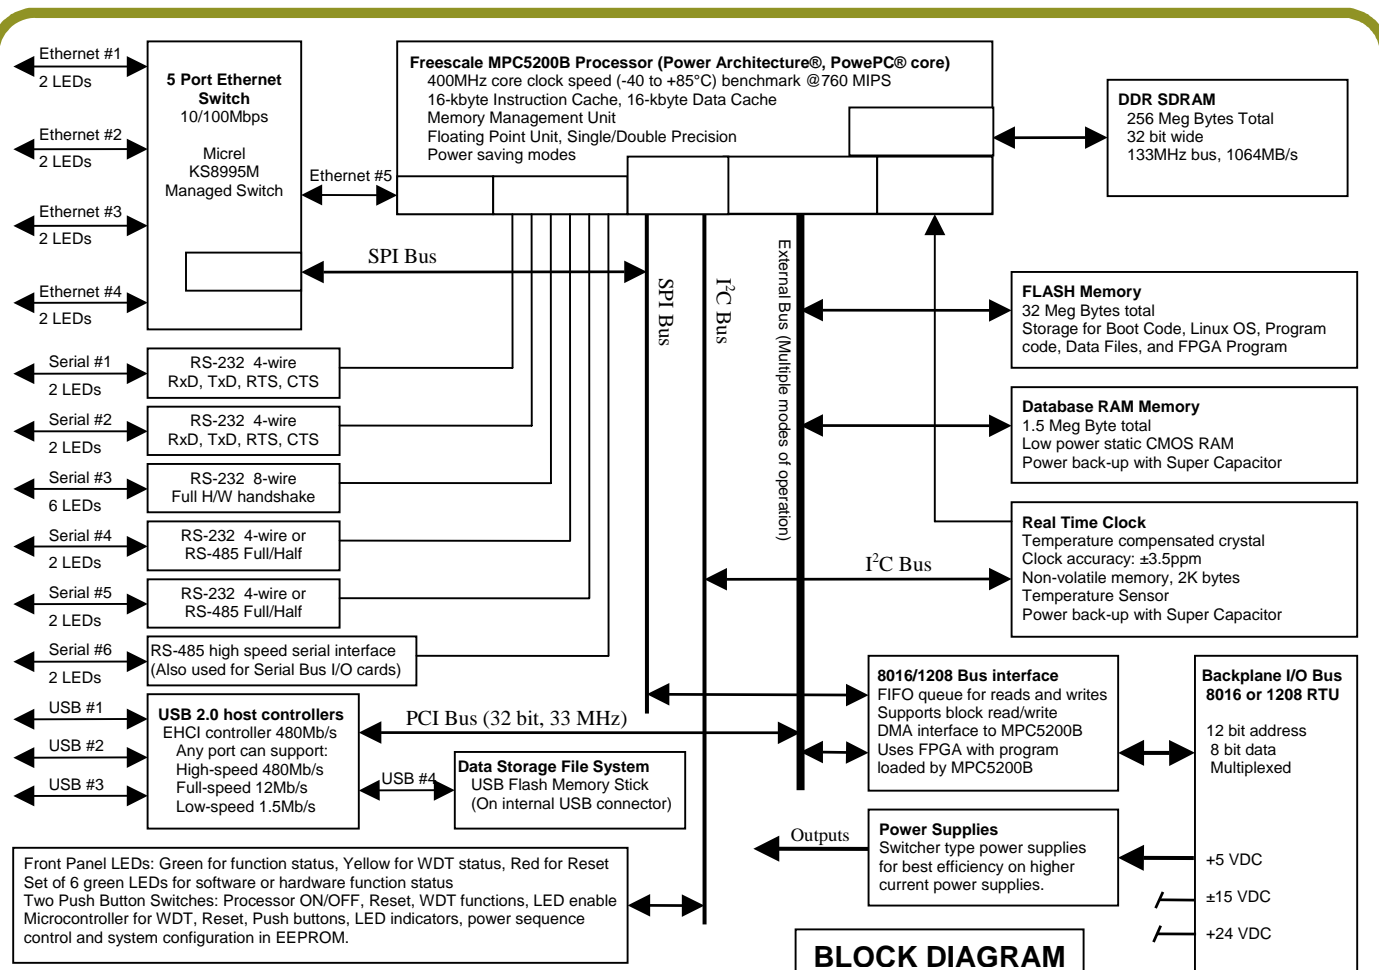 Ethernet #1
2 LEDs
Ethernet #2
2 LEDs
Ethernet #3
2 LEDs
Ethernet #4
2 LEDs
5 Port Ethernet
Switch
10/100Mbps
Micrel
KS8995M
Managed Switch
Ethernet #5
Freescale MPC5200B Processor (Power Architecture®, PowePC® core)
400MHz core clock speed (-40 to +85°C) benchmark @760 MIPS
16-kbyte Instruction Cache, 16-kbyte Data Cache
Memory Management Unit
Floating Point Unit, Single/Double Precision
Power saving modes
DDR SDRAM
256 Meg Bytes Total
32 bit wide
133MHz bus, 1064MB/s
SPI Bus
SPI Bus
I²C Bus
External Bus (Multiple modes of operation)
FLASH Memory
32 Meg Bytes total
Storage for Boot Code, Linux OS, Program
code, Data Files, and FPGA Program
Serial #1
2 LEDs
RS-232 4-wire
RxD, TxD, RTS, CTS
Serial #2
2 LEDs
RS-232 4-wire
RxD, TxD, RTS, CTS
Database RAM Memory
1.5 Meg Byte total
Low power static CMOS RAM
Power back-up with Super Capacitor
Serial #3
6 LEDs
RS-232 8-wire
Full H/W handshake
Serial #4
2 LEDs
RS-232 4-wire or
RS-485 Full/Half
Real Time Clock
Temperature compensated crystal
Clock accuracy: ±3.5ppm
Non-volatile memory, 2K bytes
Temperature Sensor
Power back-up with Super Capacitor
I²C Bus
Serial #5
2 LEDs
RS-232 4-wire or
RS-485 Full/Half
Serial #6
2 LEDs
RS-485 high speed serial interface
(Also used for Serial Bus I/O cards)
USB #1
USB #2
USB #3
USB 2.0 host controllers
EHCI controller 480Mb/s
Any port can support:
High-speed 480Mb/s
Full-speed 12Mb/s
Low-speed 1.5Mb/s
PCI Bus (32 bit, 33 MHz)
USB #4
Data Storage File System
USB Flash Memory Stick
(On internal USB connector)
8016/1208 Bus interface
FIFO queue for reads and writes
Supports block read/write
DMA interface to MPC5200B
Uses FPGA with program
loaded by MPC5200B
Backplane I/O Bus
8016 or 1208 RTU
12 bit address
8 bit data
Multiplexed
Outputs
Power Supplies
Switcher type power supplies
for best efficiency on higher
current power supplies.
+5 VDC
±15 VDC
+24 VDC
Front Panel LEDs: Green for function status, Yellow for WDT status, Red for Reset
Set of 6 green LEDs for software or hardware function status
Two Push Button Switches: Processor ON/OFF, Reset, WDT functions, LED enable
Microcontroller for WDT, Reset, Push buttons, LED indicators, power sequence
control and system configuration in EEPROM.
BLOCK DIAGRAM